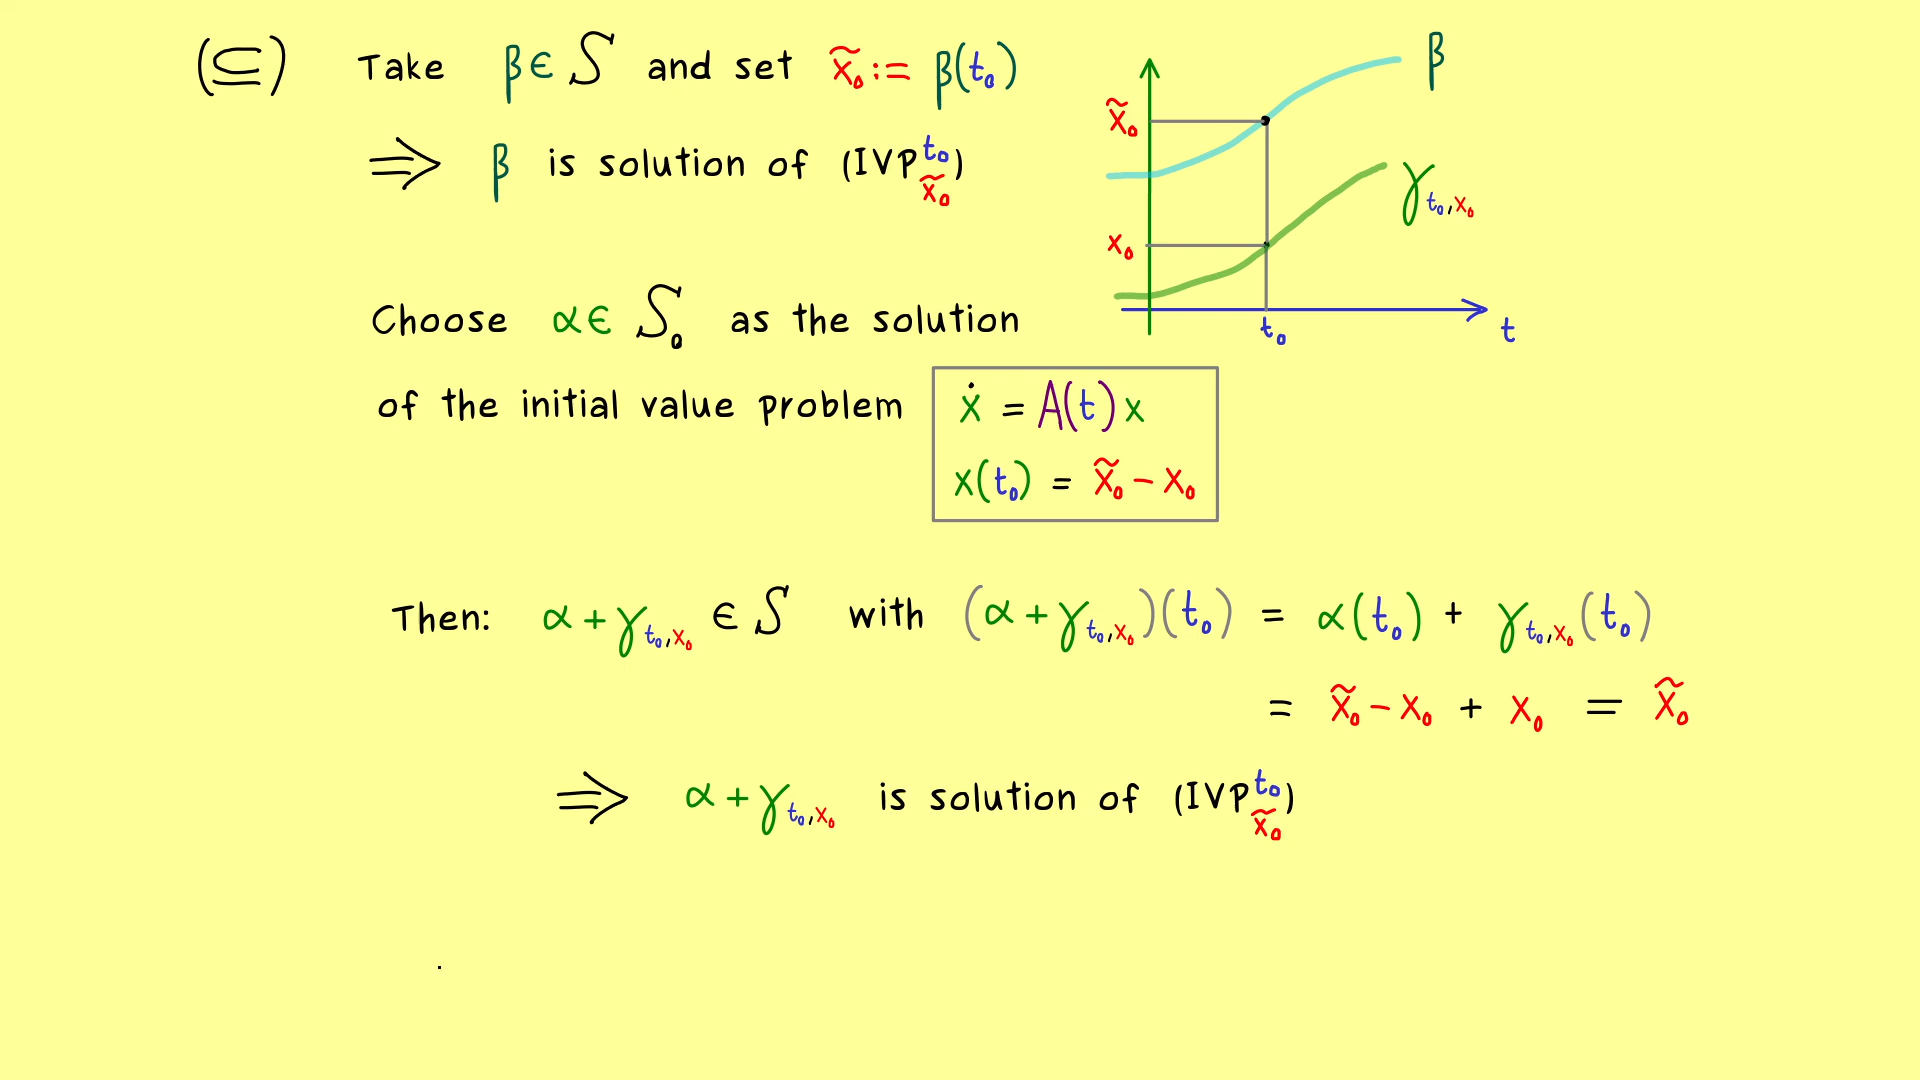 (⊆) Take β ∈ S and set x̃₀ := β(t₀)
⇒ β is solution of (IVP^{t₀}_{x̃₀})
β
x̃₀
γ_{t₀,x₀}
x₀
t₀
t
Choose α ∈ S₀ as the solution
of the initial value problem
ẋ = A(t)x
x(t₀) = x̃₀ - x₀
Then: α + γ_{t₀,x₀} ∈ S with (α + γ_{t₀,x₀})(t₀) = α(t₀) + γ_{t₀,x₀}(t₀)
= x̃₀ - x₀ + x₀ = x̃₀
⇒ α + γ_{t₀,x₀} is solution of (IVP^{t₀}_{x̃₀})